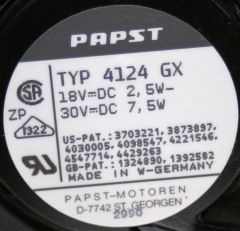 PAPST
TYP 4124 GX
18V⎓DC 2,5W-
30V⎓DC 7,5W
SA
ZP
1322
US-PAT.: 3703221, 3873897,
4030005, 4098547, 4221546,
4547714, 4429263
GB-PAT.: 1324890, 1392582
MADE IN W-GERMANY
PAPST-MOTOREN
D-7742 ST. GEORGEN
2990